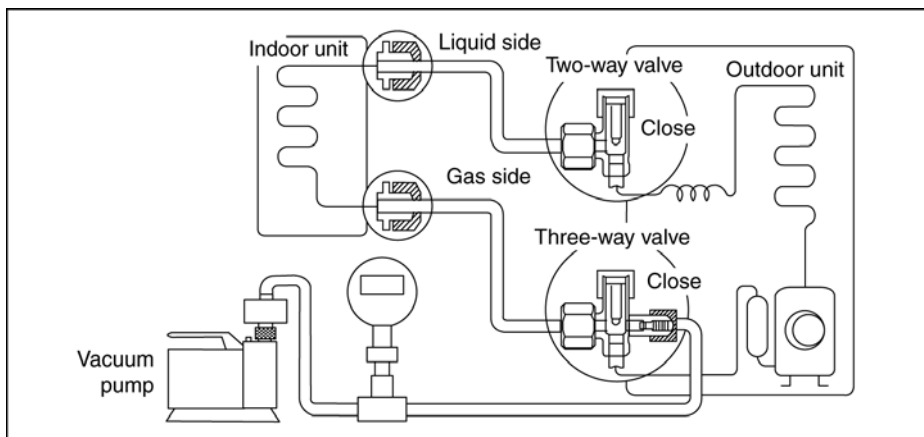 Indoor unit
Liquid side
Two-way valve
Outdoor unit
Close
Gas side
Three-way valve
Close
Vacuum
pump